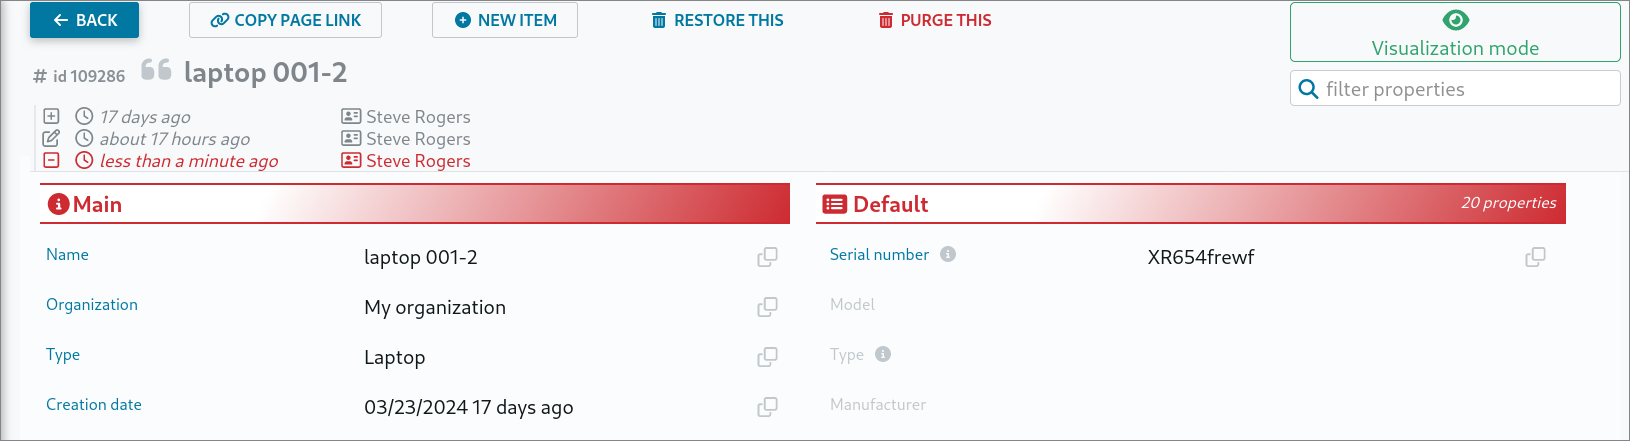 BACK COPY PAGE LINK NEW ITEM RESTORE THIS PURGE THIS
Visualization mode
# id 109286 laptop 001-2
filter properties
17 days ago Steve Rogers
about 17 hours ago Steve Rogers
less than a minute ago Steve Rogers
Main
Name laptop 001-2
Organization My organization
Type Laptop
Creation date 03/23/2024 17 days ago
Default 20 properties
Serial number XR654frewf
Model
Type
Manufacturer